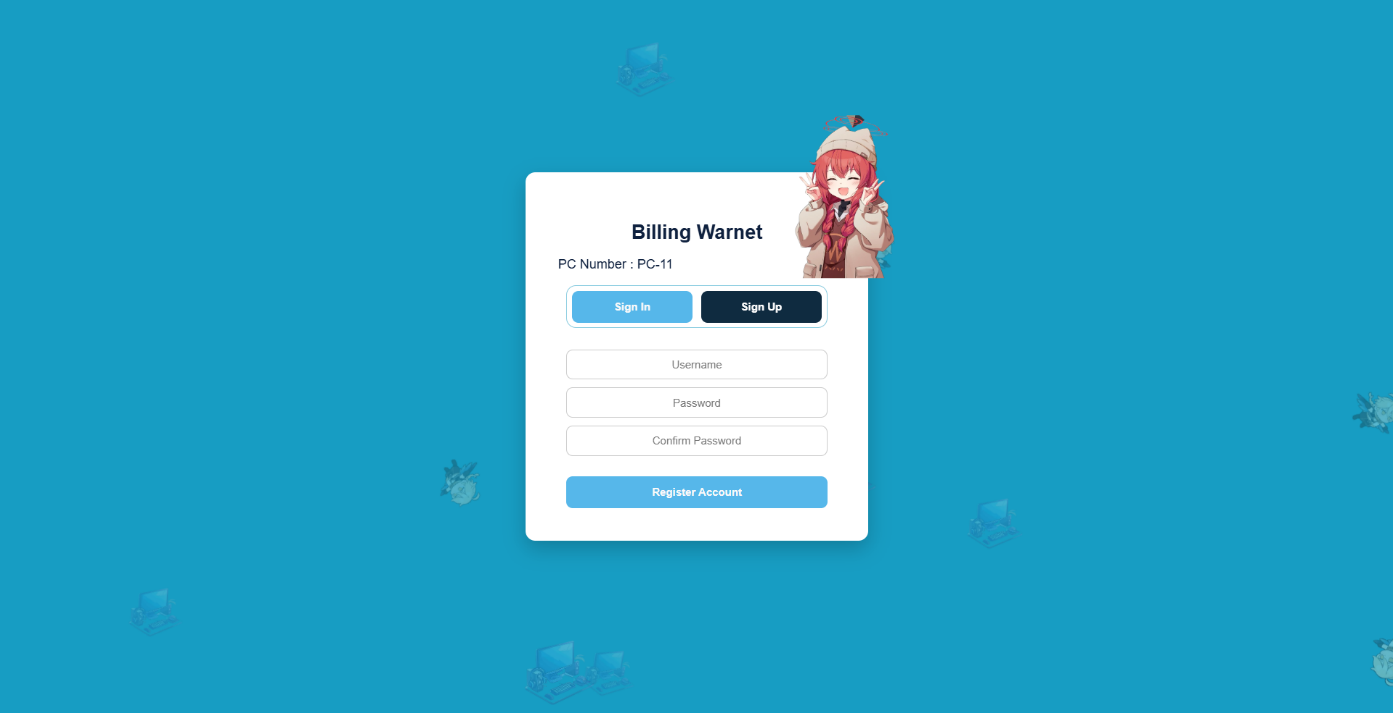 Billing Warnet
PC Number : PC-11
Sign In
Sign Up
Username
Password
Confirm Password
Register Account